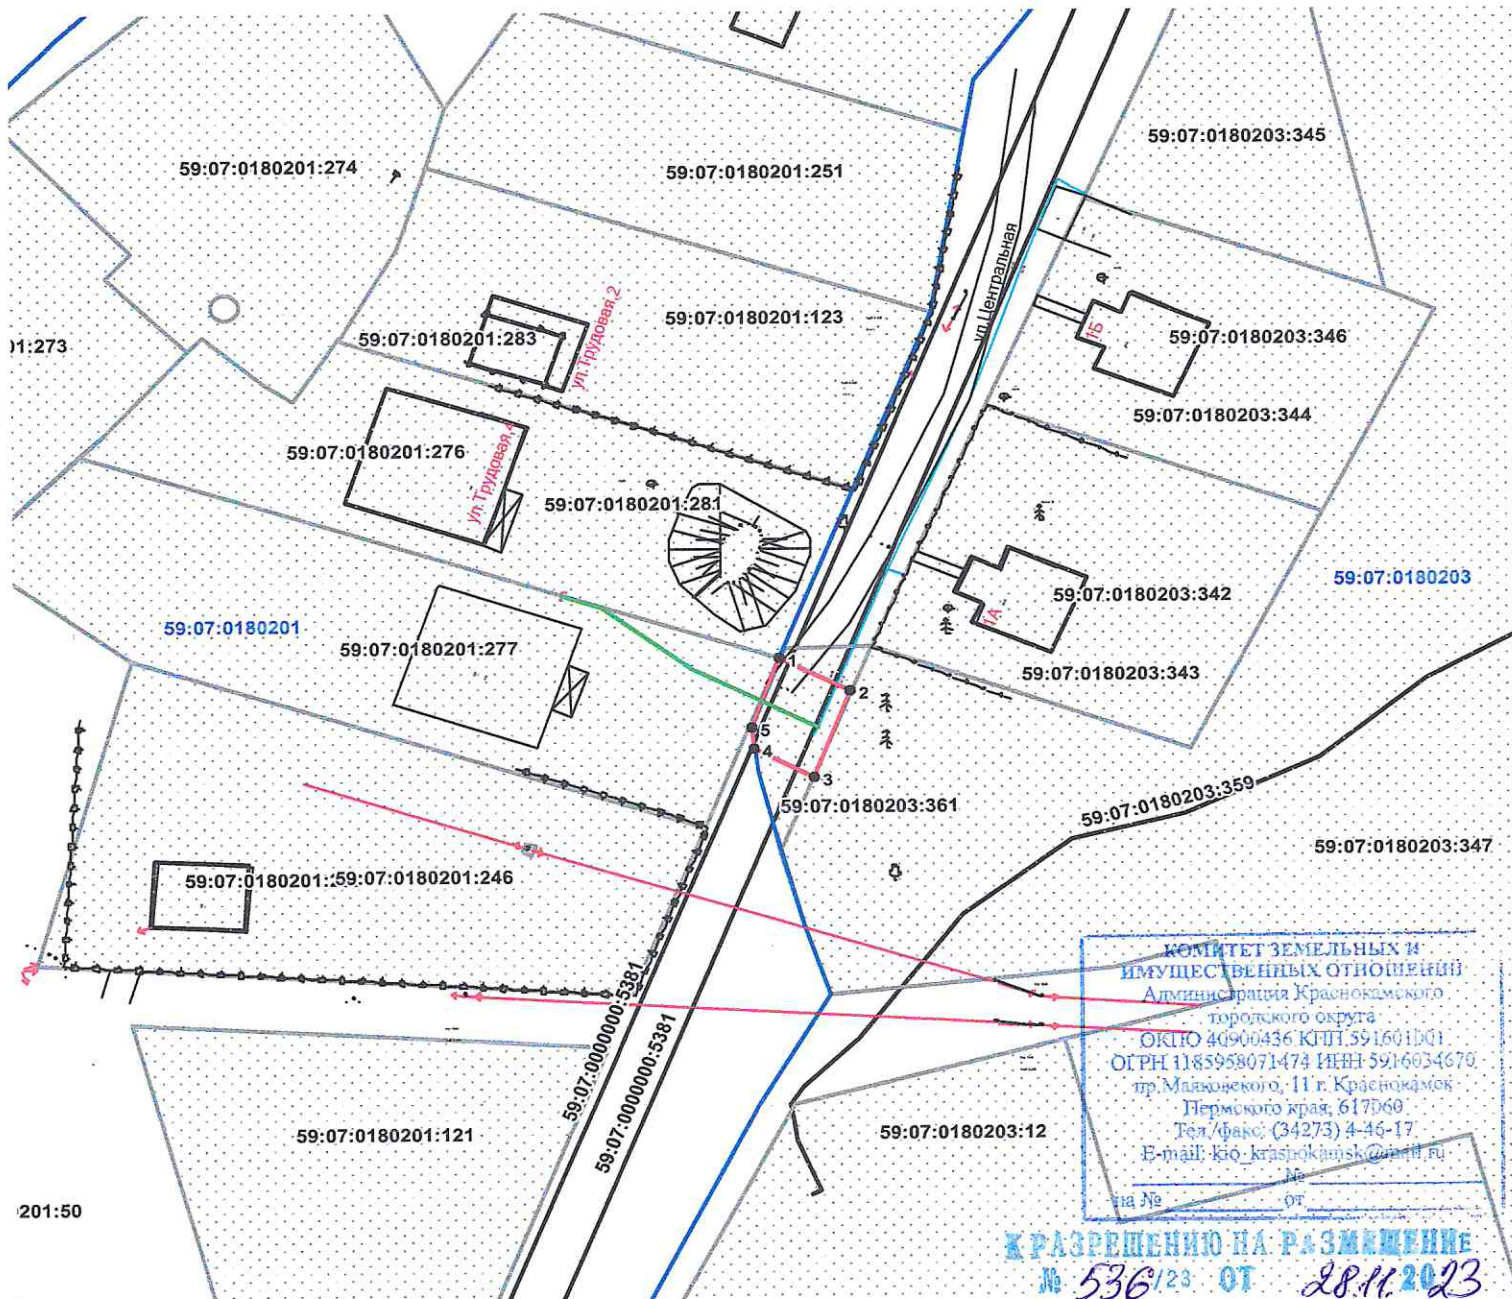 59:07:0180203:345
59:07:0180201:274
59:07:0180201:251
ул.Центральная
59:07:0180201:123
ул.Трудовая,2
59:07:0180201:283
1Б
59:07:0180203:346
01:273
59:07:0180203:344
ул.Трудовая,4
59:07:0180201:276
59:07:0180201:281
59:07:0180203
59:07:0180203:342
1А
59:07:0180201
59:07:0180201:277
1
59:07:0180203:343
2
5
4
3
59:07:0180203:361
59:07:0180203:359
59:07:0180203:347
59:07:0180201:246
59:07:0000000:5381
59:07:0000000:5381
59:07:0180201:121
59:07:0180203:12
201:50
КОМИТЕТ ЗЕМЕЛЬНЫХ И
ИМУЩЕСТВЕННЫХ ОТНОШЕНИЙ
Администрация Краснокамского
городского округа
ОКПО 40900436 КПП 591601001
ОГРН 1185958071474 ИНН 5916034670
пр.Маяковского, 11 г. Краснокамск
Пермского края, 617060
Тел./факс: (34273) 4-46-17
E-mail: kio_krasnokamsk@mail.ru
№
на № от
К РАЗРЕШЕНИЮ НА РАЗМЕЩЕНИЕ
№ 536/23 ОТ 28.11.2023